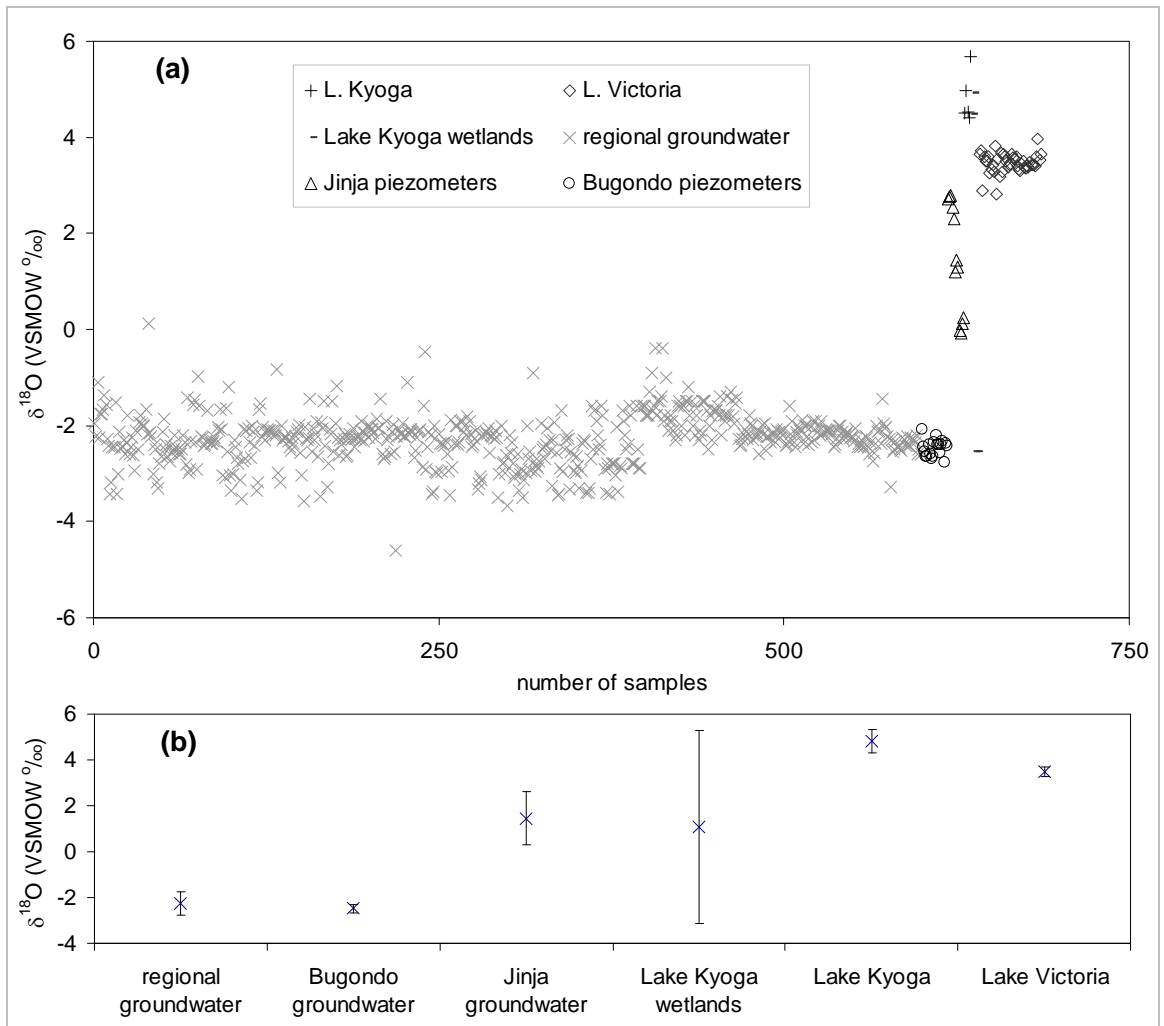 (a)
+ L. Kyoga
◇ L. Victoria
- Lake Kyoga wetlands
× regional groundwater
△ Jinja piezometers
○ Bugondo piezometers
δ18O (VSMOW o/oo)
6
4
2
0
-2
-4
-6
0 250 500 750
number of samples
(b)
δ18O (VSMOW o/oo)
6
4
2
0
-2
-4
regional
groundwater
Bugondo
groundwater
Jinja
groundwater
Lake Kyoga
wetlands
Lake Kyoga
Lake Victoria